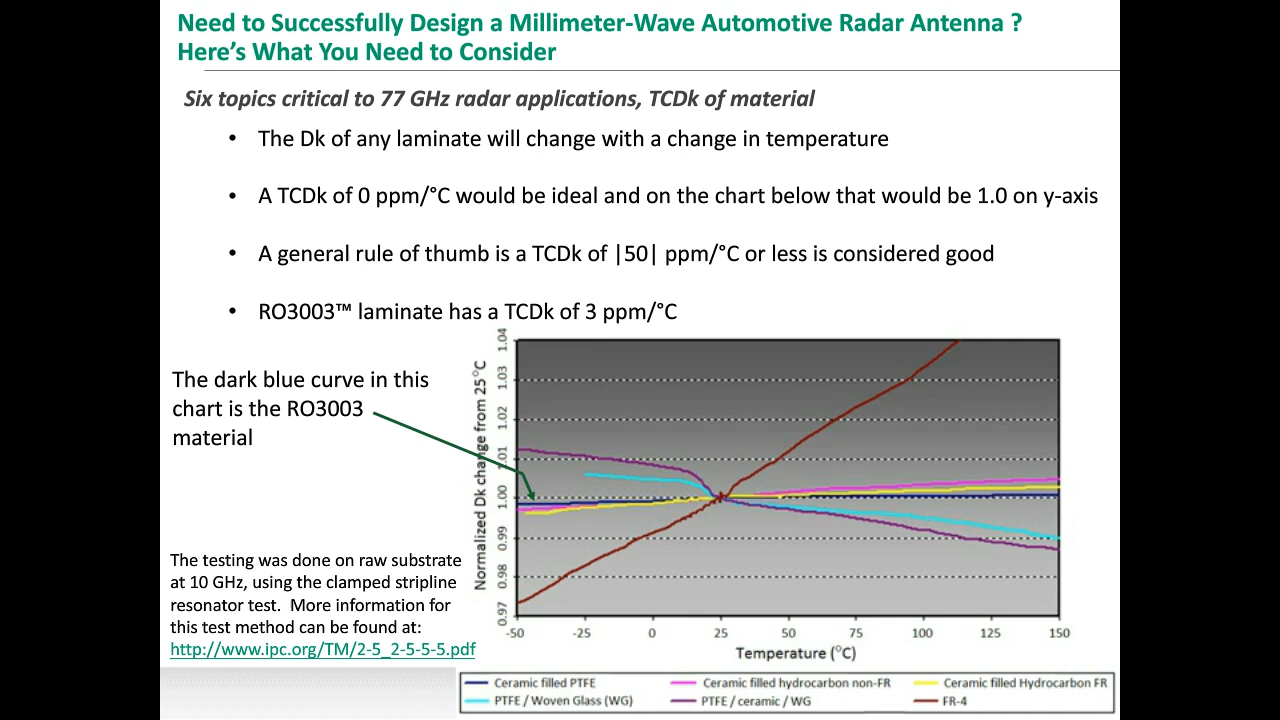 Need to Successfully Design a Millimeter-Wave Automotive Radar Antenna ?
Here's What You Need to Consider
Six topics critical to 77 GHz radar applications, TCDk of material
• The Dk of any laminate will change with a change in temperature
• A TCDk of 0 ppm/°C would be ideal and on the chart below that would be 1.0 on y-axis
• A general rule of thumb is a TCDk of |50| ppm/°C or less is considered good
• RO3003™ laminate has a TCDk of 3 ppm/°C
The dark blue curve in this
chart is the RO3003
material
The testing was done on raw substrate
at 10 GHz, using the clamped stripline
resonator test. More information for
this test method can be found at:
http://www.ipc.org/TM/2-5_2-5-5-5.pdf
Normalized Dk change from 25 °C
1.04
1.03
1.02
1.01
1.00
0.99
0.98
0.97
-50 -25 0 25 50 75 100 125 150
Temperature (°C)
Ceramic filled PTFE Ceramic filled hydrocarbon non-FR Ceramic filled Hydrocarbon FR
PTFE / Woven Glass (WG) PTFE / ceramic / WG FR-4